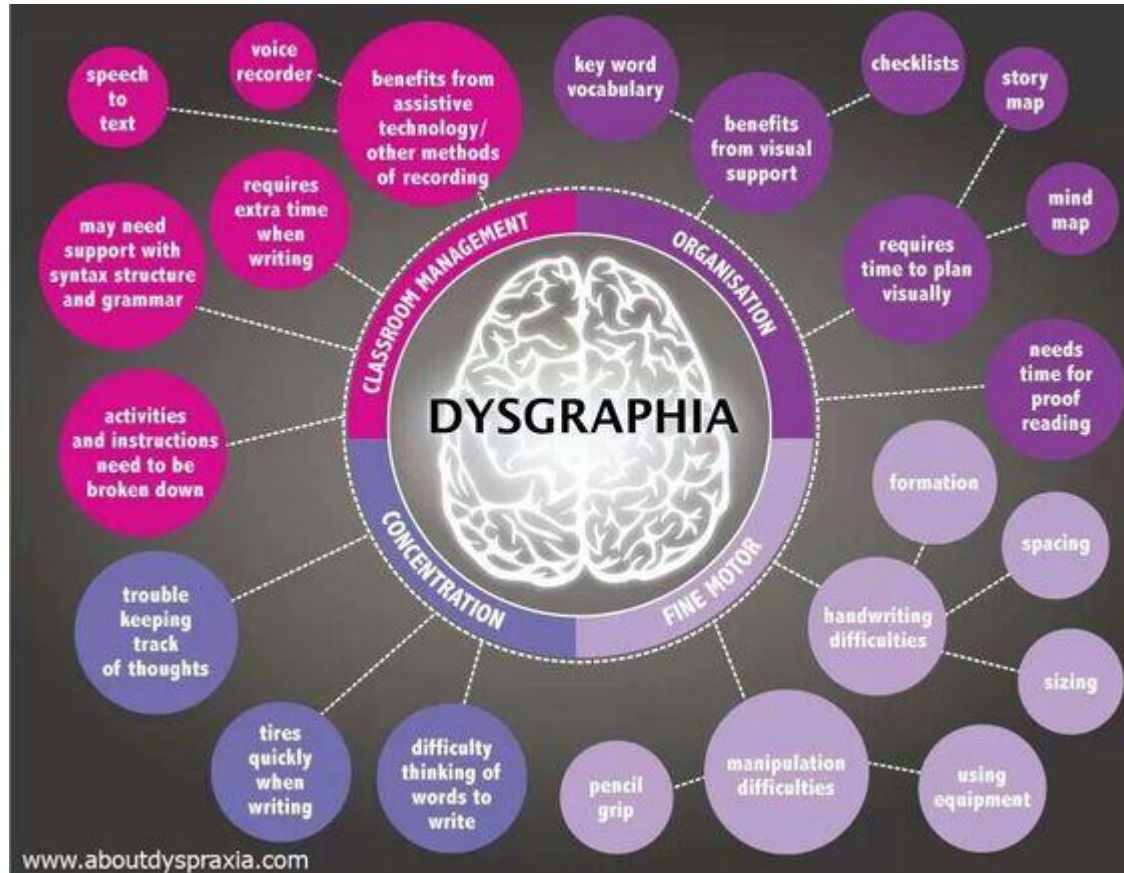 speech
to
text
voice
recorder
benefits from
assistive
technology/
other methods
of recording
requires
extra time
when
writing
may need
support with
syntax structure
and grammar
activities
and instructions
need to be
broken down
CLASSROOM MANAGEMENT
key word
vocabulary
benefits
from visual
support
checklists
story
map
mind
map
requires
time to plan
visually
needs
time for
proof
reading
ORGANISATION
DYSGRAPHIA
CONCENTRATION
trouble
keeping
track
of thoughts
tires
quickly
when
writing
difficulty
thinking of
words to
write
FINE MOTOR
formation
spacing
handwriting
difficulties
sizing
manipulation
difficulties
pencil
grip
using
equipment
www.aboutdyspraxia.com